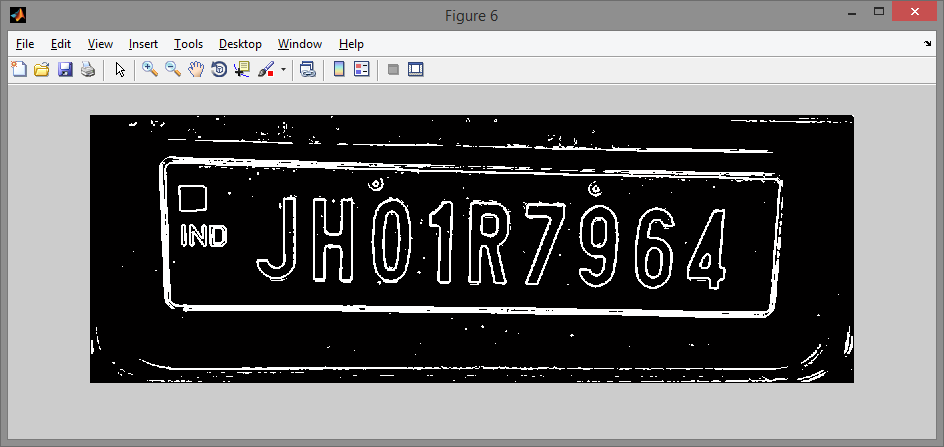 Figure 6
File Edit View Insert Tools Desktop Window Help
IND
JH01R7964